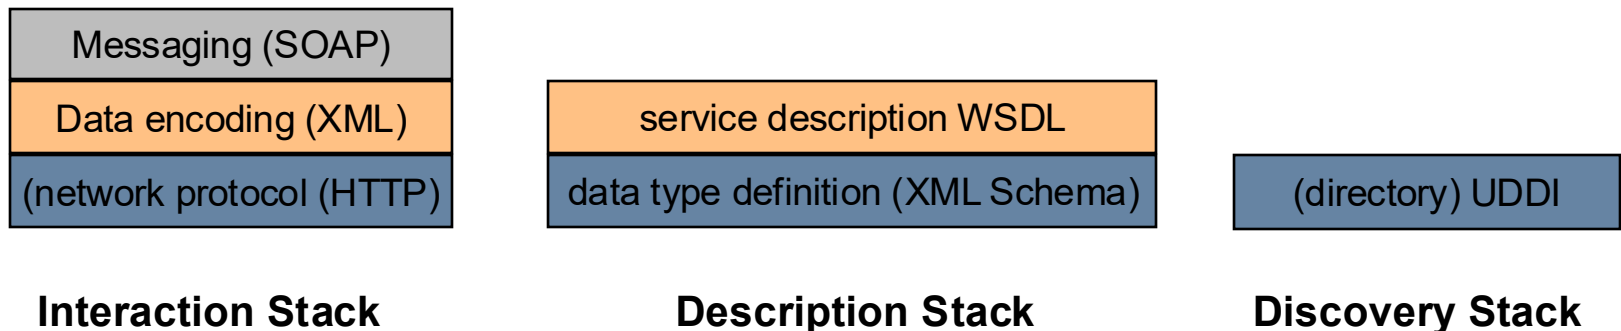 Messaging (SOAP)
Data encoding (XML)
(network protocol (HTTP)
Interaction Stack
service description WSDL
data type definition (XML Schema)
Description Stack
(directory) UDDI
Discovery Stack